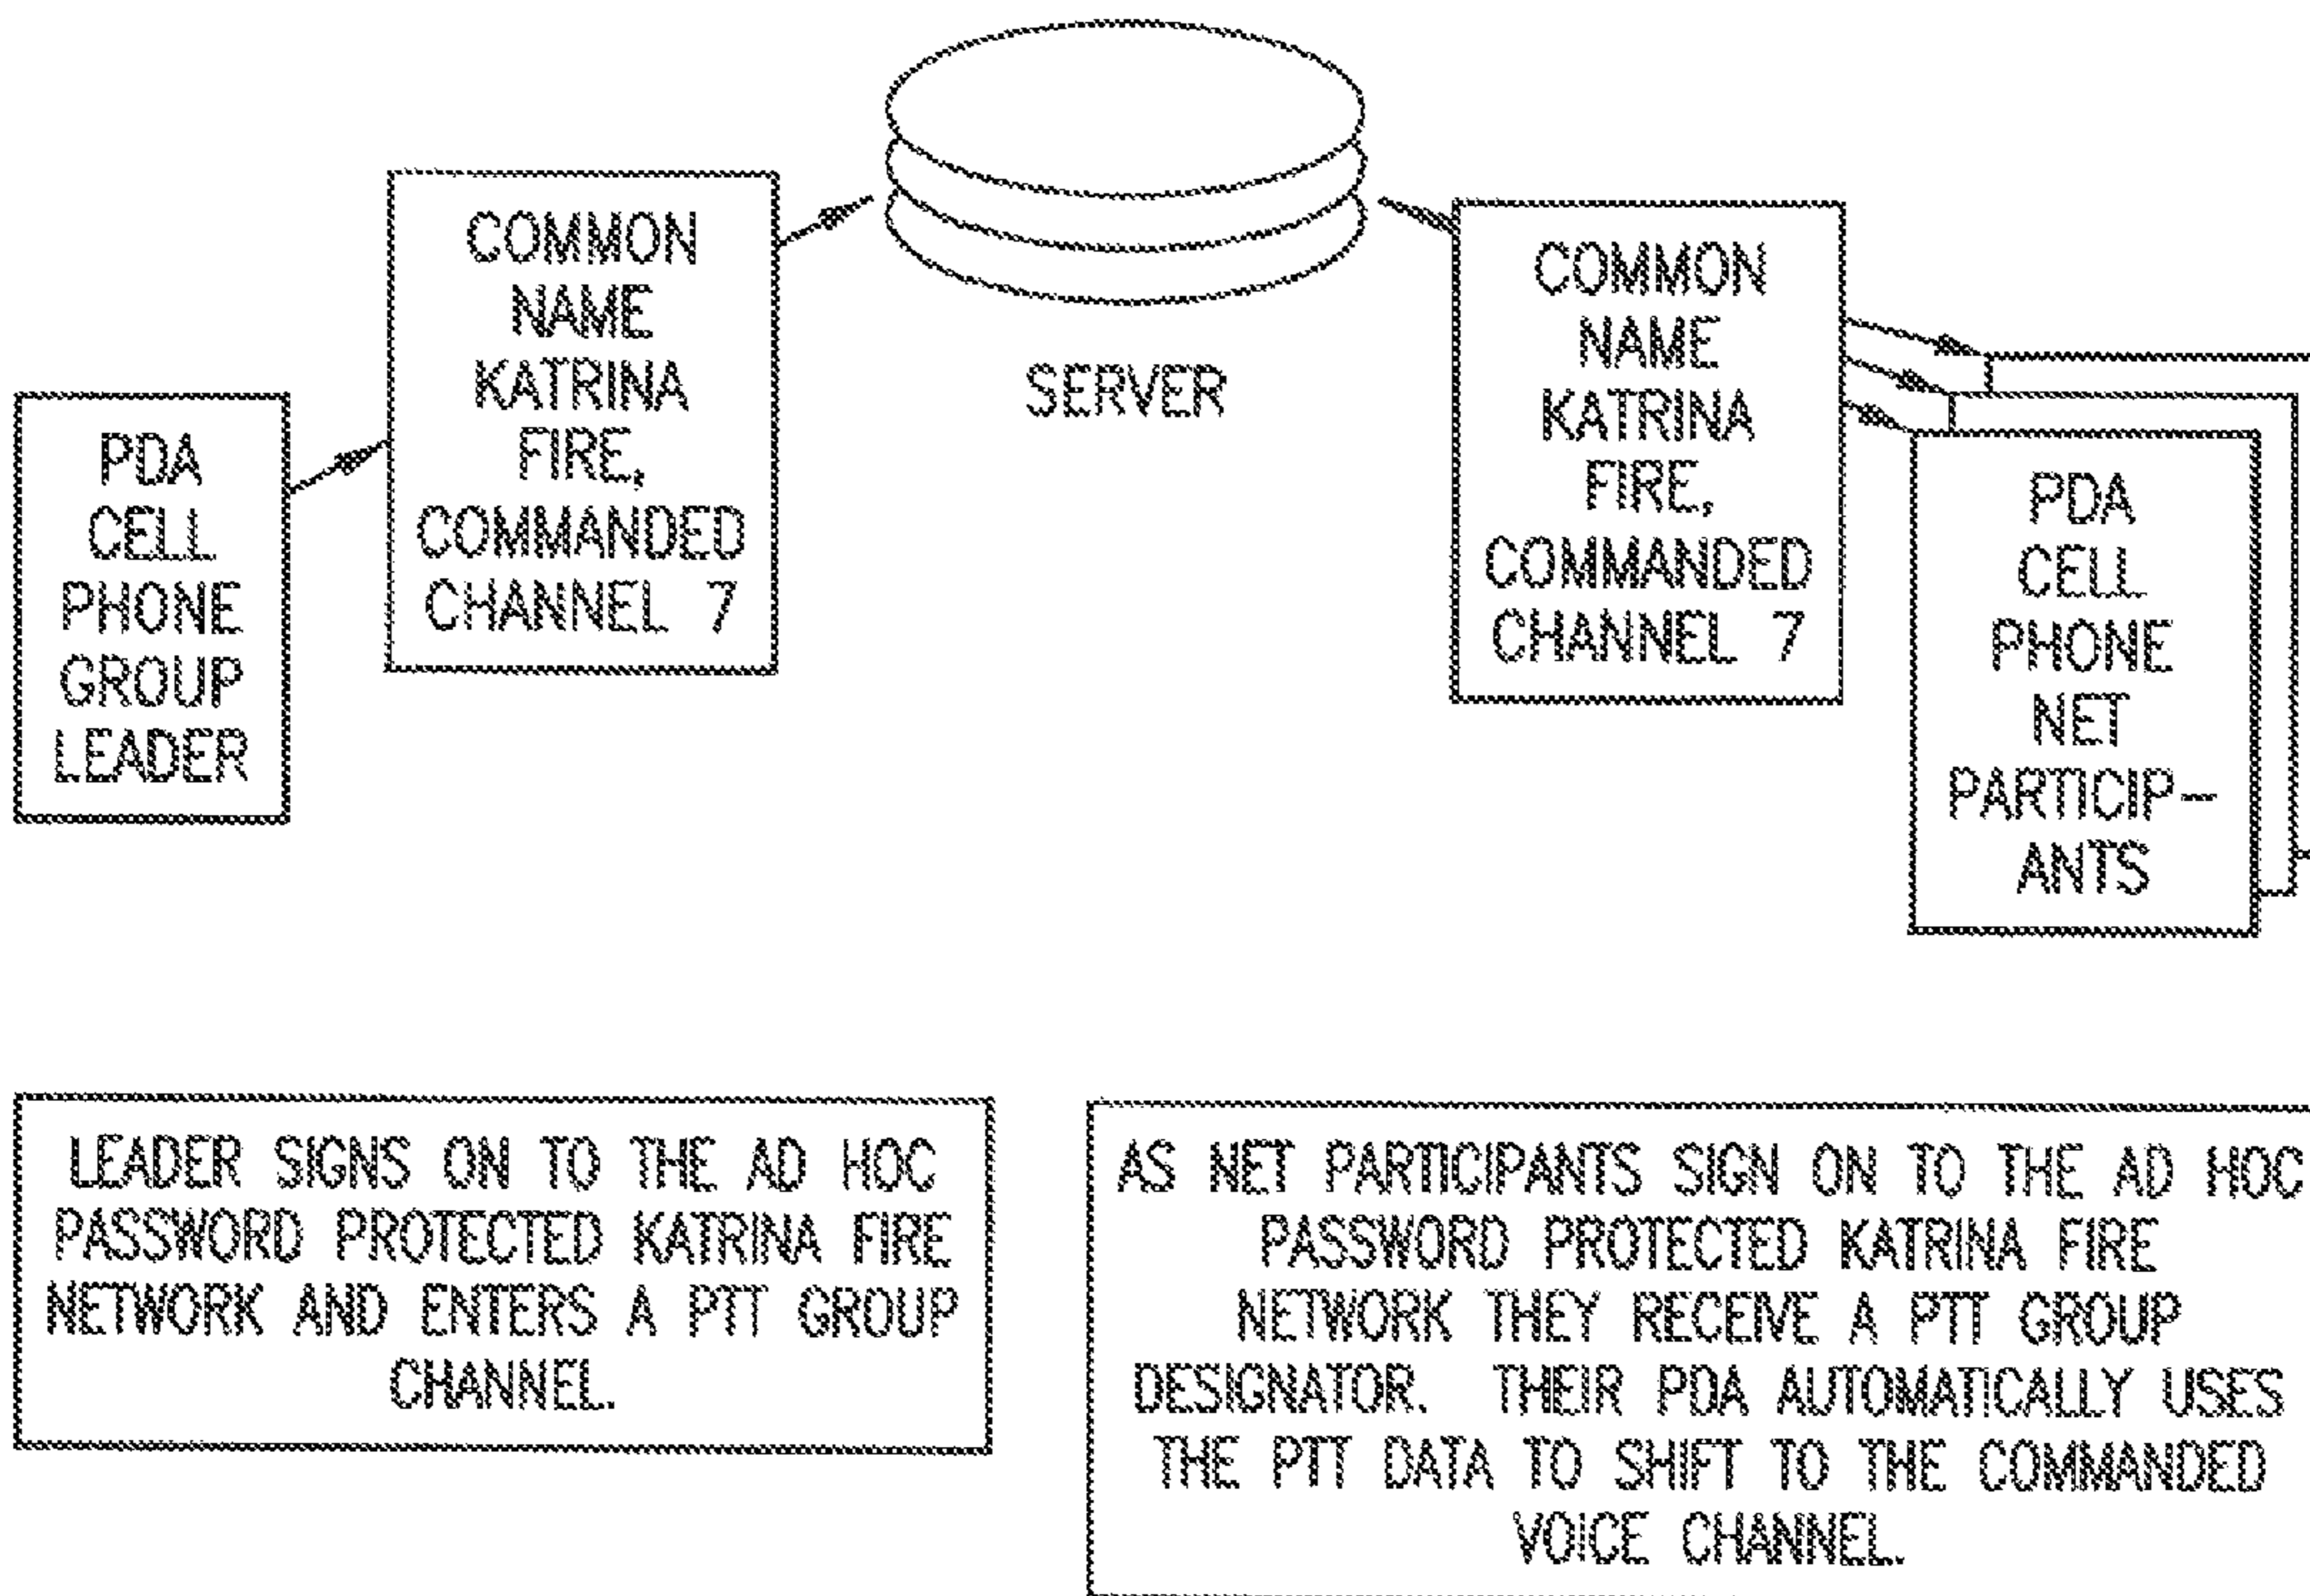 PDA
CELL
PHONE
GROUP
LEADER
COMMON
NAME
KATRINA
FIRE,
COMMANDED
CHANNEL 7
SERVER
COMMON
NAME
KATRINA
FIRE,
COMMANDED
CHANNEL 7
PDA
CELL
PHONE
NET
PARTICIP-
ANTS
LEADER SIGNS ON TO THE AD HOC
PASSWORD PROTECTED KATRINA FIRE
NETWORK AND ENTERS A PTT GROUP
CHANNEL.
AS NET PARTICIPANTS SIGN ON TO THE AD HOC
PASSWORD PROTECTED KATRINA FIRE
NETWORK THEY RECEIVE A PTT GROUP
DESIGNATOR. THEIR PDA AUTOMATICALLY USES
THE PTT DATA TO SHIFT TO THE COMMANDED
VOICE CHANNEL.